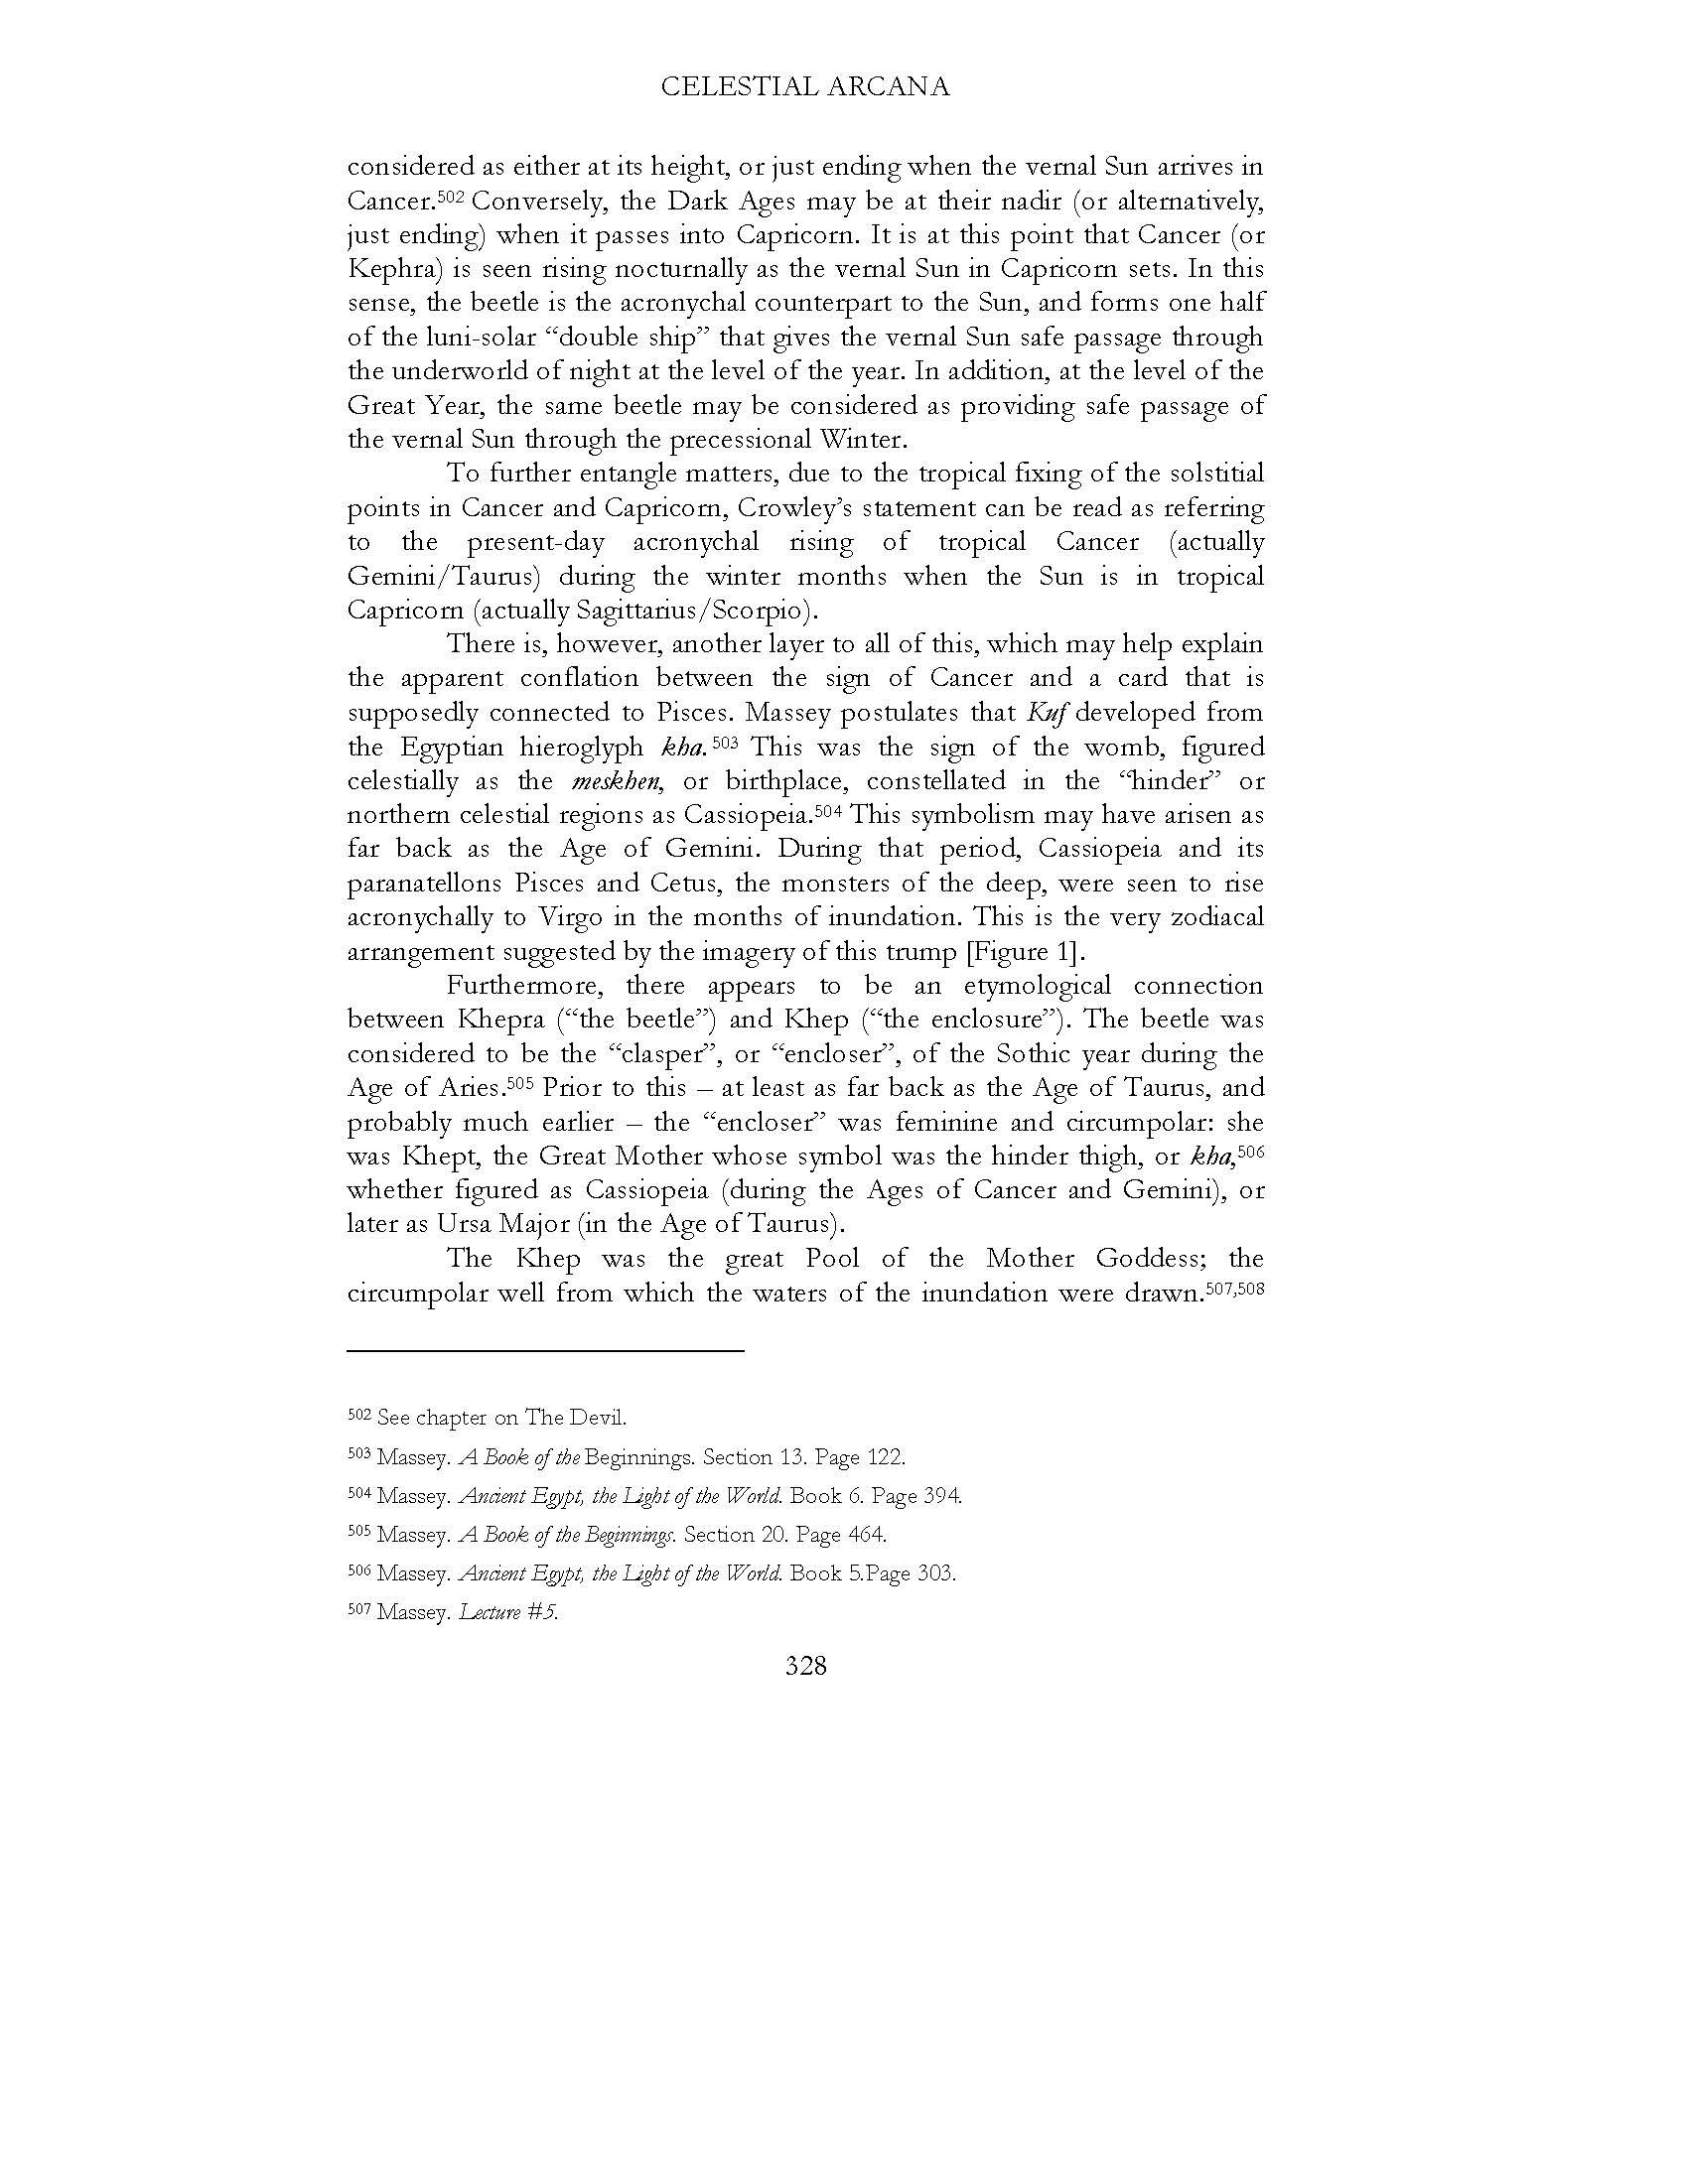 CELESTIAL ARCANA
considered as either at its height, or just ending when the vernal Sun arrives in
Cancer.502 Conversely, the Dark Ages may be at their nadir (or alternatively,
just ending) when it passes into Capricorn. It is at this point that Cancer (or
Kephra) is seen rising nocturnally as the vernal Sun in Capricorn sets. In this
sense, the beetle is the acronychal counterpart to the Sun, and forms one half
of the luni-solar “double ship” that gives the vernal Sun safe passage through
the underworld of night at the level of the year. In addition, at the level of the
Great Year, the same beetle may be considered as providing safe passage of
the vernal Sun through the precessional Winter.
To further entangle matters, due to the tropical fixing of the solstitial
points in Cancer and Capricorn, Crowley’s statement can be read as referring
to the present-day acronychal rising of tropical Cancer (actually
Gemini/Taurus) during the winter months when the Sun is in tropical
Capricorn (actually Sagittarius/Scorpio).
There is, however, another layer to all of this, which may help explain
the apparent conflation between the sign of Cancer and a card that is
supposedly connected to Pisces. Massey postulates that Kuf developed from
the Egyptian hieroglyph kha.503 This was the sign of the womb, figured
celestially as the meskhen, or birthplace, constellated in the “hinder” or
northern celestial regions as Cassiopeia.504 This symbolism may have arisen as
far back as the Age of Gemini. During that period, Cassiopeia and its
paranatellons Pisces and Cetus, the monsters of the deep, were seen to rise
acronychally to Virgo in the months of inundation. This is the very zodiacal
arrangement suggested by the imagery of this trump [Figure 1].
Furthermore, there appears to be an etymological connection
between Khepra (“the beetle”) and Khep (“the enclosure”). The beetle was
considered to be the “clasper”, or “encloser”, of the Sothic year during the
Age of Aries.505 Prior to this – at least as far back as the Age of Taurus, and
probably much earlier – the “encloser” was feminine and circumpolar: she
was Khept, the Great Mother whose symbol was the hinder thigh, or kha,506
whether figured as Cassiopeia (during the Ages of Cancer and Gemini), or
later as Ursa Major (in the Age of Taurus).
The Khep was the great Pool of the Mother Goddess; the
circumpolar well from which the waters of the inundation were drawn.507,508
502 See chapter on The Devil.
503 Massey. A Book of the Beginnings. Section 13. Page 122.
504 Massey. Ancient Egypt, the Light of the World. Book 6. Page 394.
505 Massey. A Book of the Beginnings. Section 20. Page 464.
506 Massey. Ancient Egypt, the Light of the World. Book 5.Page 303.
507 Massey. Lecture #5.
328